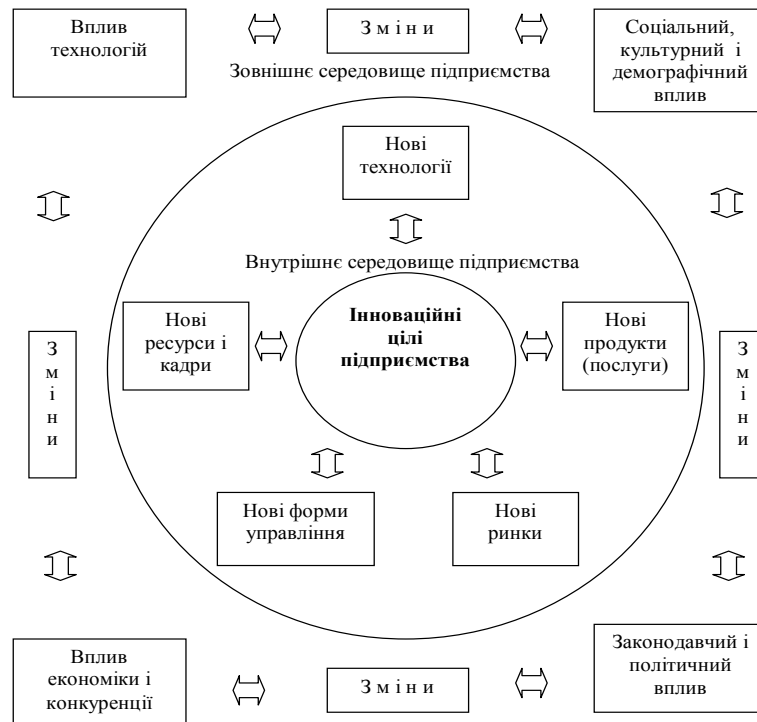 Вплив
технологій
З м і н и
Соціальний,
культурний і
демографічний
вплив
Зовнішнє середовище підприємства
Нові
технології
Внутрішнє середовище підприємства
Нові
ресурси і
кадри
Інноваційні
цілі
підприємства
Нові
продукти
(послуги)
З
м
і
н
и
З
м
і
н
и
Нові форми
управління
Нові
ринки
Вплив
економіки і
конкуренції
З м і н и
Законодавчий і
політичний
вплив